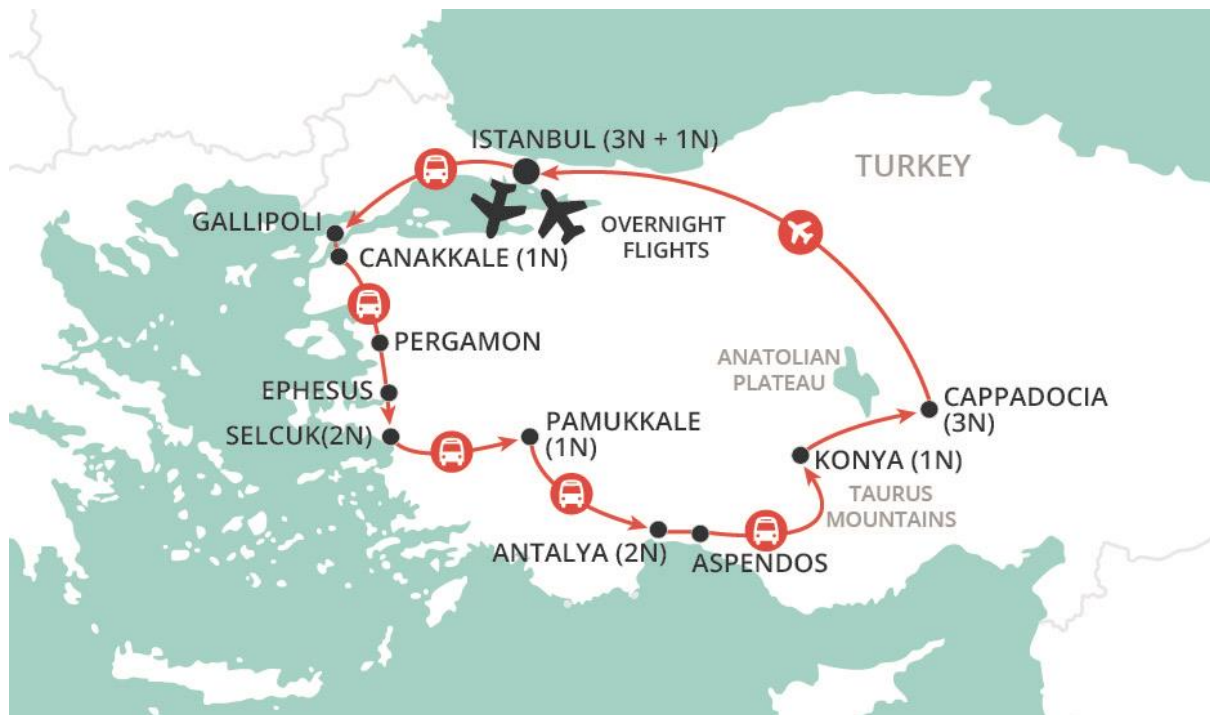 ISTANBUL (3N + 1N)
TURKEY
GALLIPOLI
OVERNIGHT
FLIGHTS
CANAKKALE (1N)
PERGAMON
ANATOLIAN
PLATEAU
EPHESUS
CAPPADOCIA
(3N)
SELCUK(2N)
PAMUKKALE
(1N)
KONYA (1N)
TAURUS
MOUNTAINS
ANTALYA (2N)
ASPENDOS